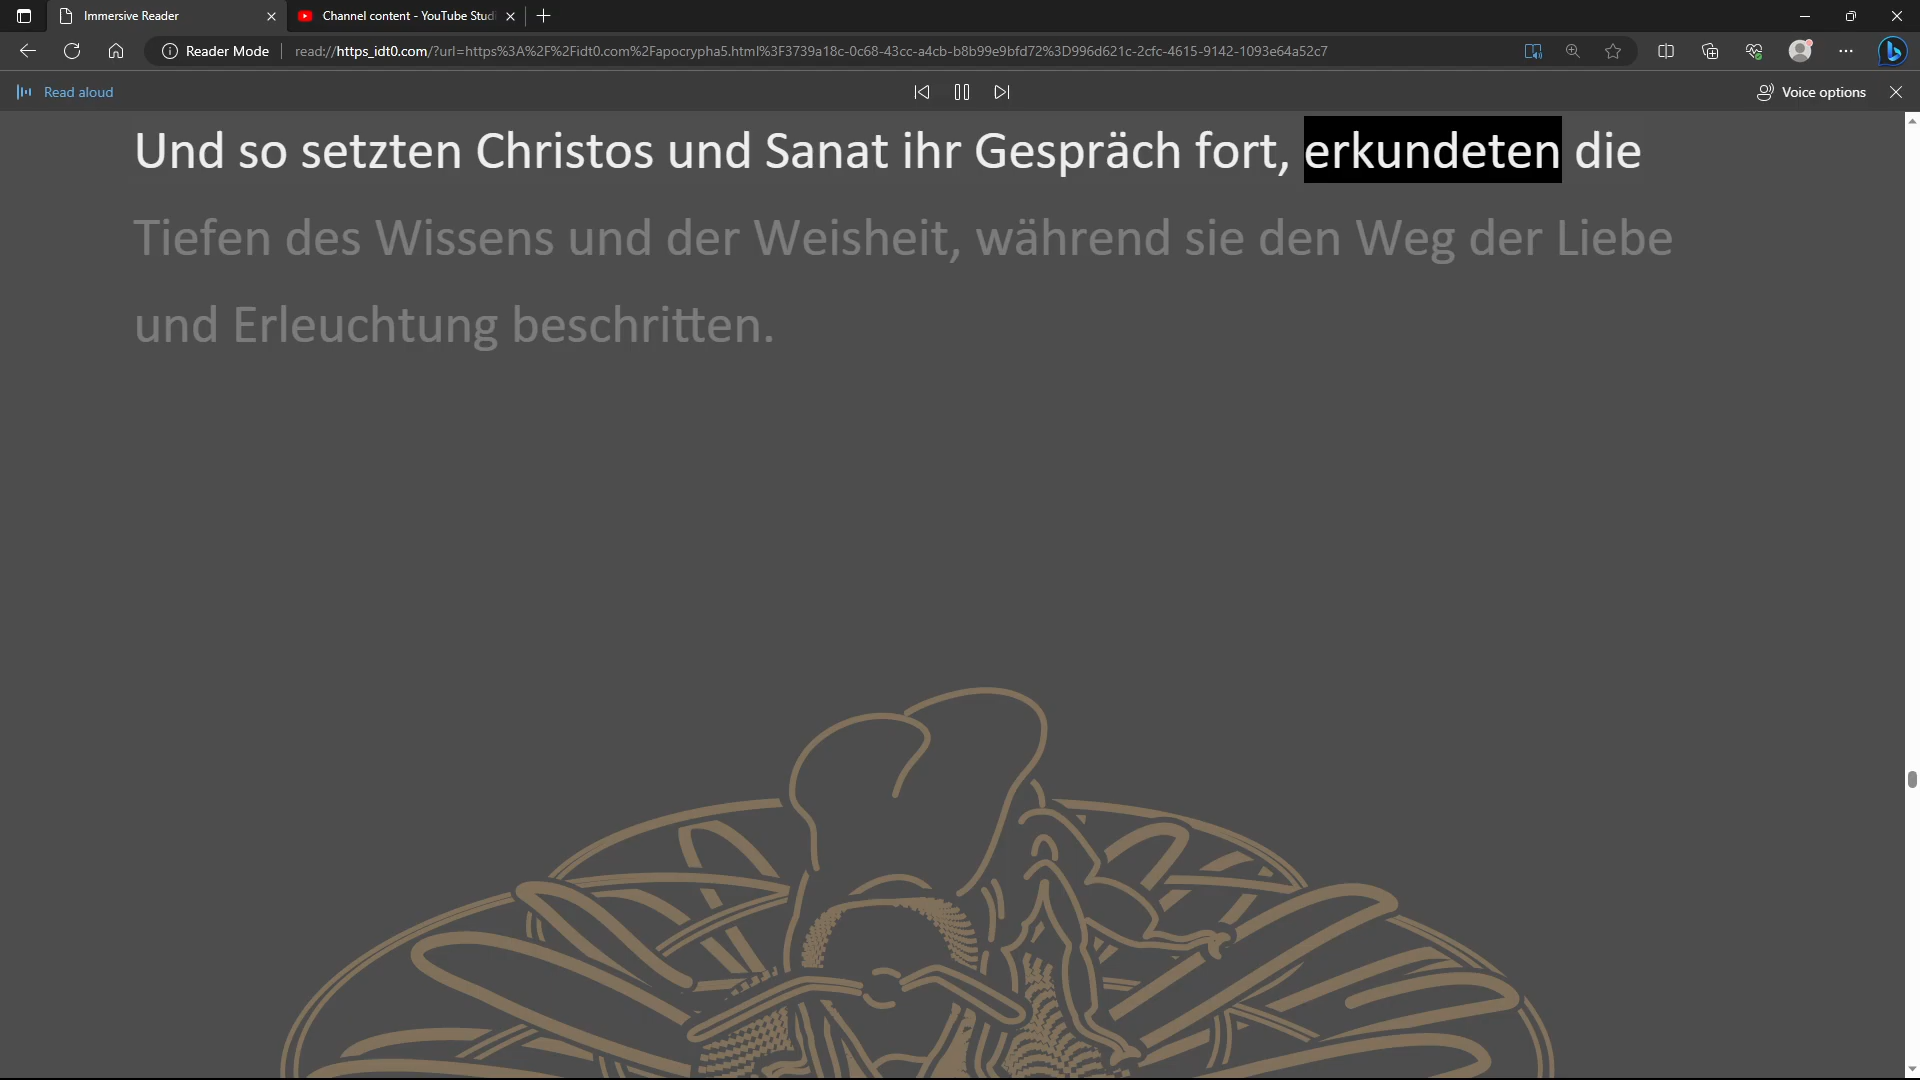 Immersive Reader
Channel content - YouTube Studi
Reader Mode
read://https_idt0.com/?url=https%3A%2F%2Fidt0.com%2Fapocrypha5.html%3F3739a18c-0c68-43cc-a4cb-b8b99e9bfd72%3D996d621c-2cfc-4615-9142-1093e64a52c7
Read aloud
Voice options
Und so setzten Christos und Sanat ihr Gespräch fort, erkundeten die
Tiefen des Wissens und der Weisheit, während sie den Weg der Liebe
und Erleuchtung beschritten.